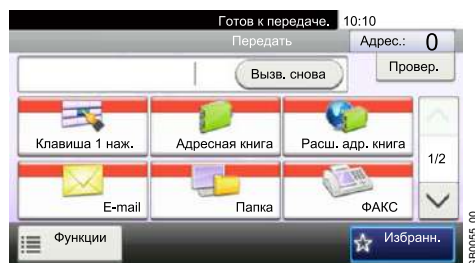 Готов к передаче. 10:10
Передать Адрес.: 0
Вызв. снова Провер.
Клавиша 1 наж. Адресная книга Расш. адр. книга
1/2
E-mail Папка ФАКС
Функции Избранн.